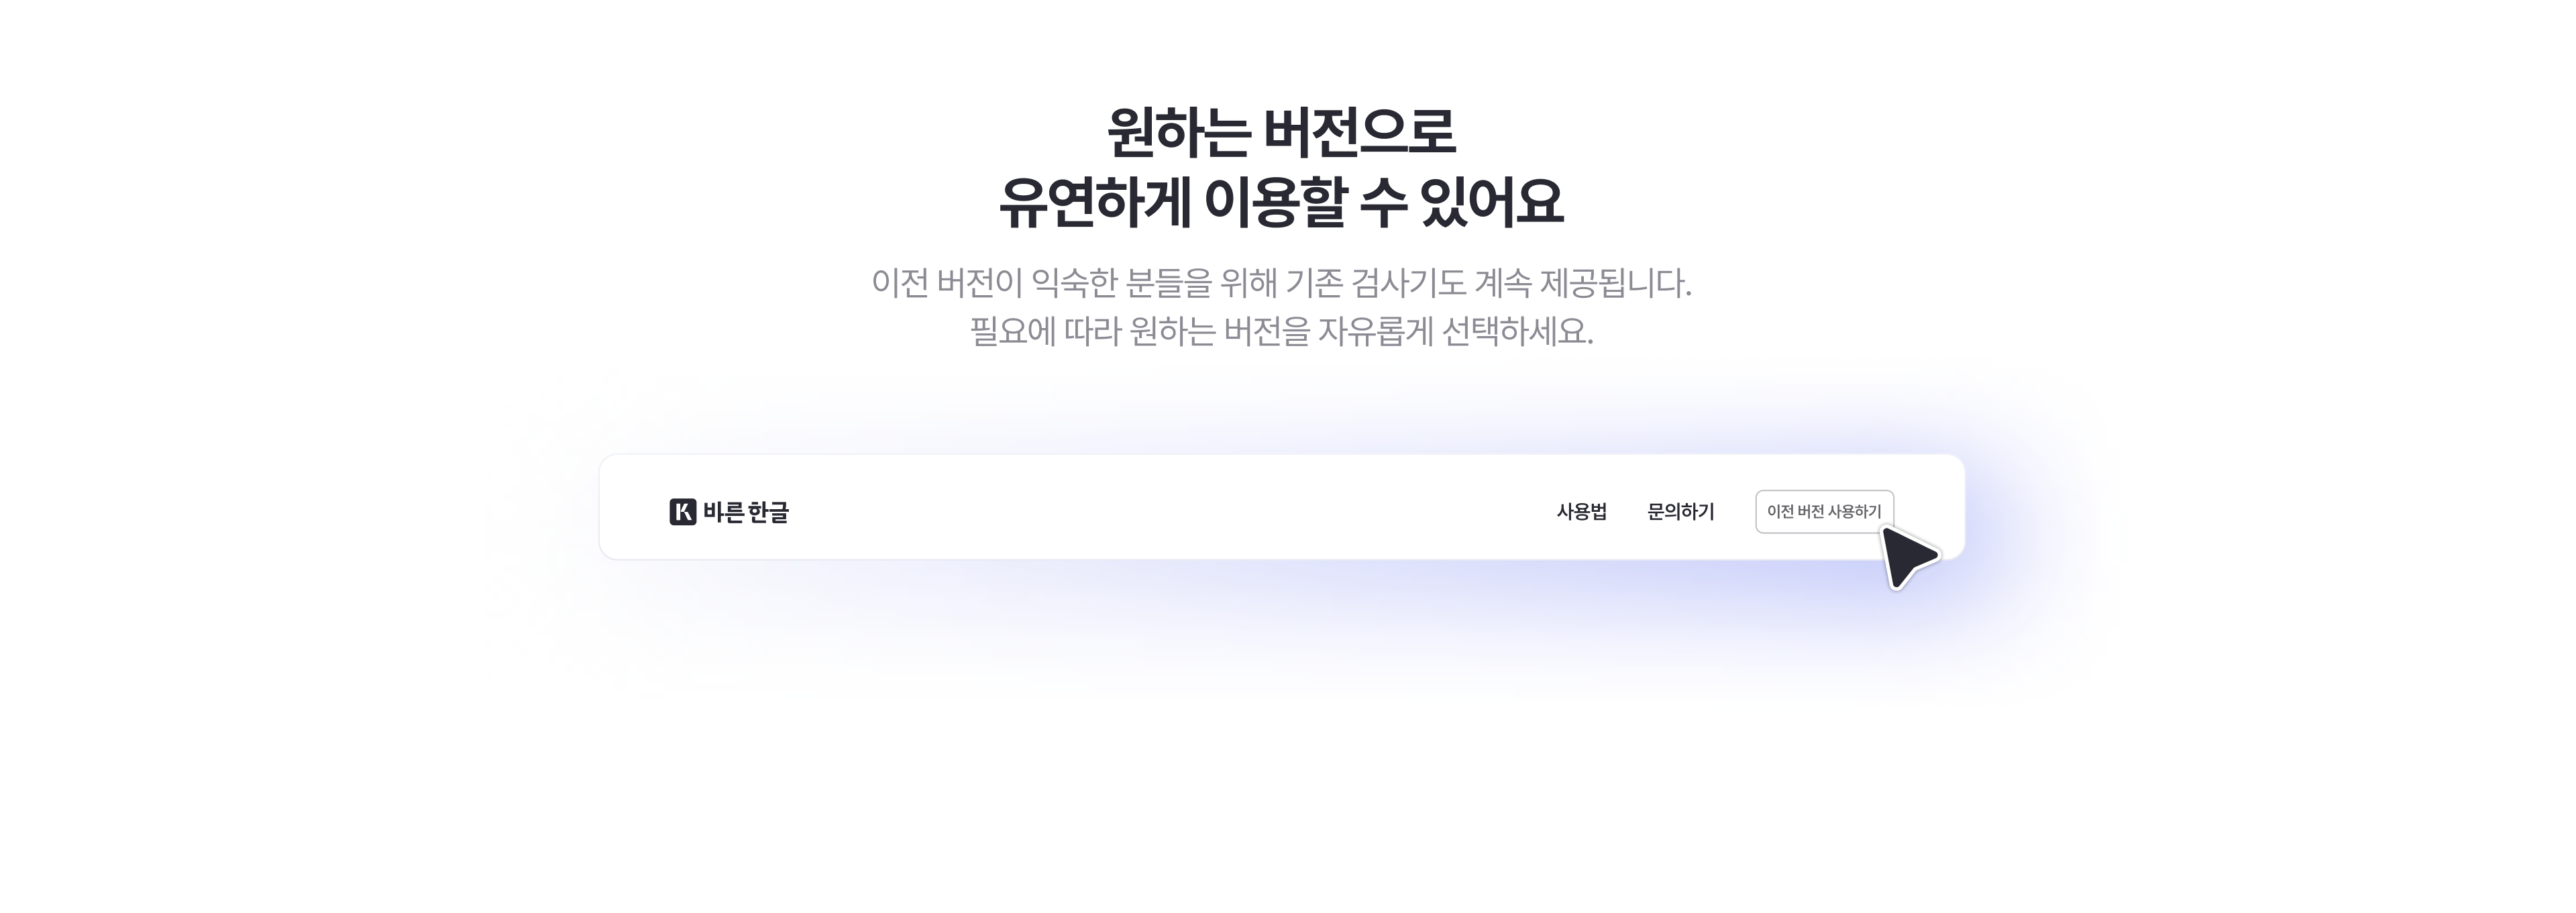 원하는 버전으로
유연하게 이용할 수 있어요
이전 버전이 익숙한 분들을 위해 기존 검사기도 계속 제공됩니다.
필요에 따라 원하는 버전을 자유롭게 선택하세요.
K 바른 한글 사용법 문의하기 이전 버전 사용하기